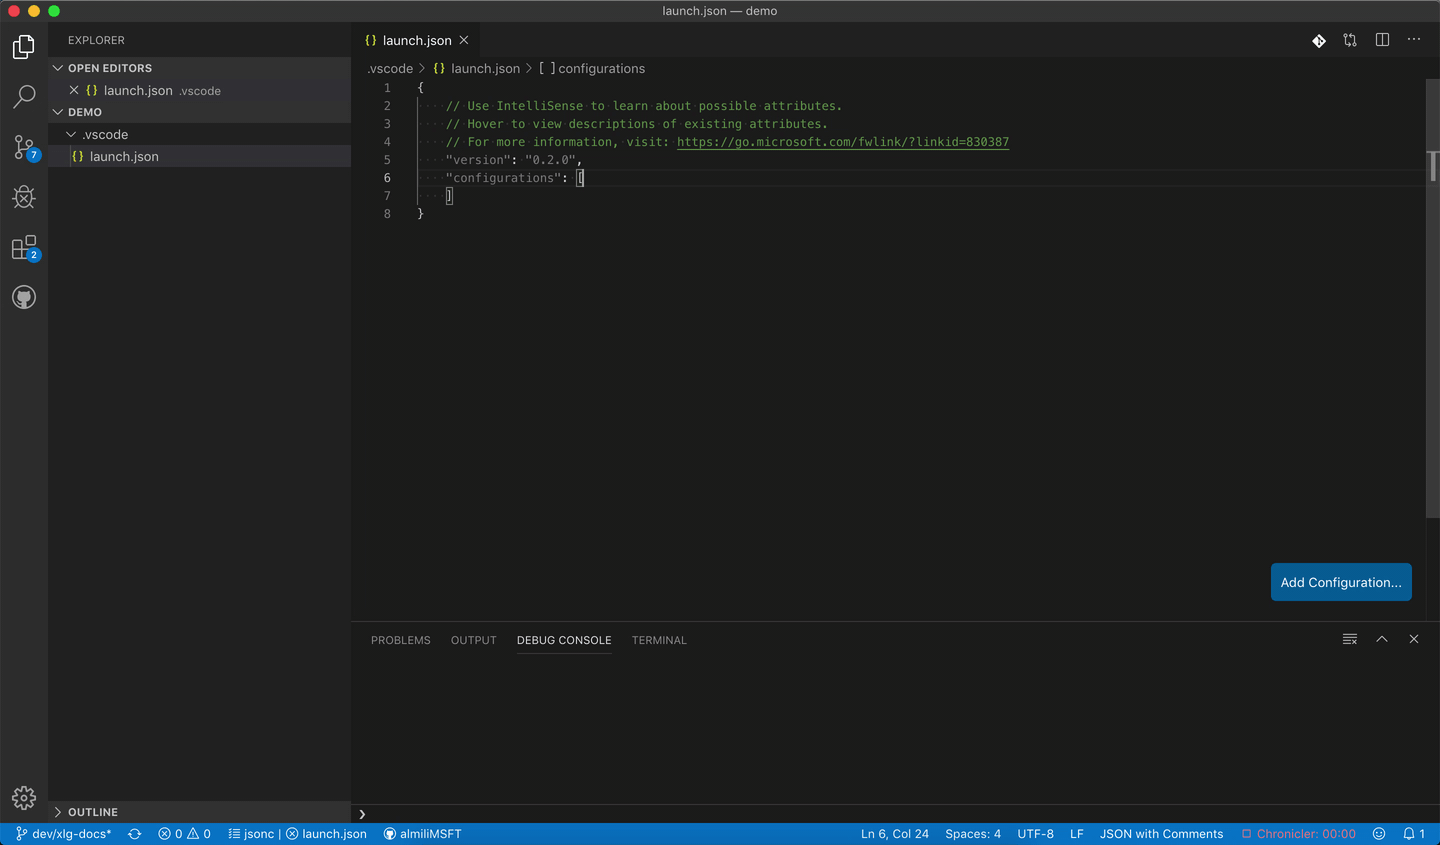 launch.json — demo
EXPLORER
OPEN EDITORS
{} launch.json .vscode
DEMO
.vscode
{} launch.json
7
2
OUTLINE
{} launch.json
.vscode > {} launch.json > [ ] configurations
1 {
2 // Use IntelliSense to learn about possible attributes.
3 // Hover to view descriptions of existing attributes.
4 // For more information, visit: https://go.microsoft.com/fwlink/?linkid=830387
5 "version": "0.2.0",
6 "configurations": [
7 ]
8 }
Add Configuration...
PROBLEMS OUTPUT DEBUG CONSOLE TERMINAL
dev/xlg-docs* 0 0 jsonc | launch.json almiliMSFT Ln 6, Col 24 Spaces: 4 UTF-8 LF JSON with Comments Chronicler: 00:00 1